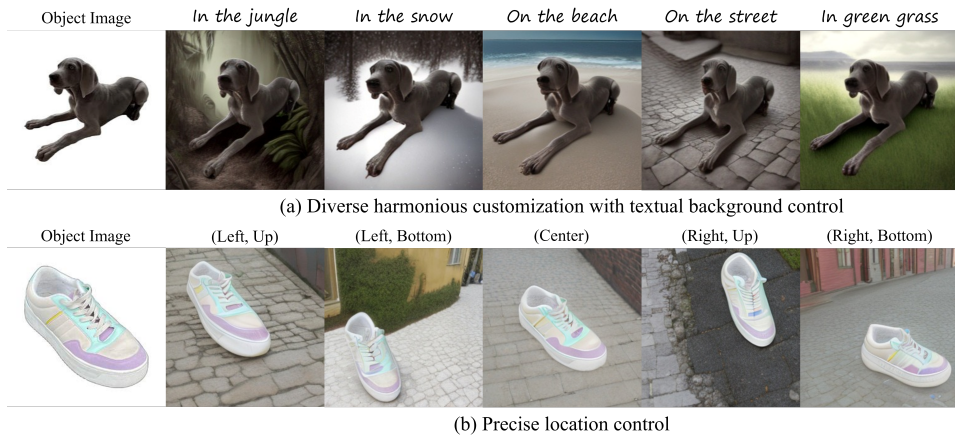 Object Image
In the jungle
In the snow
On the beach
On the street
In green grass
(a) Diverse harmonious customization with textual background control
Object Image
(Left, Up)
(Left, Bottom)
(Center)
(Right, Up)
(Right, Bottom)
(b) Precise location control